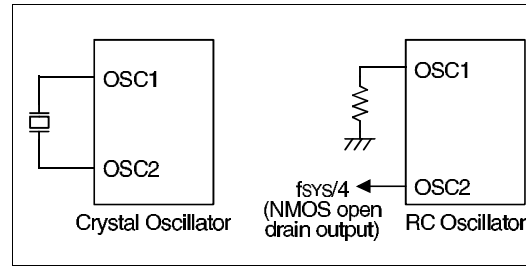 OSC1
OSC2
Crystal Oscillator
OSC1
OSC2
fSYS/4
(NMOS open
drain output)
RC Oscillator